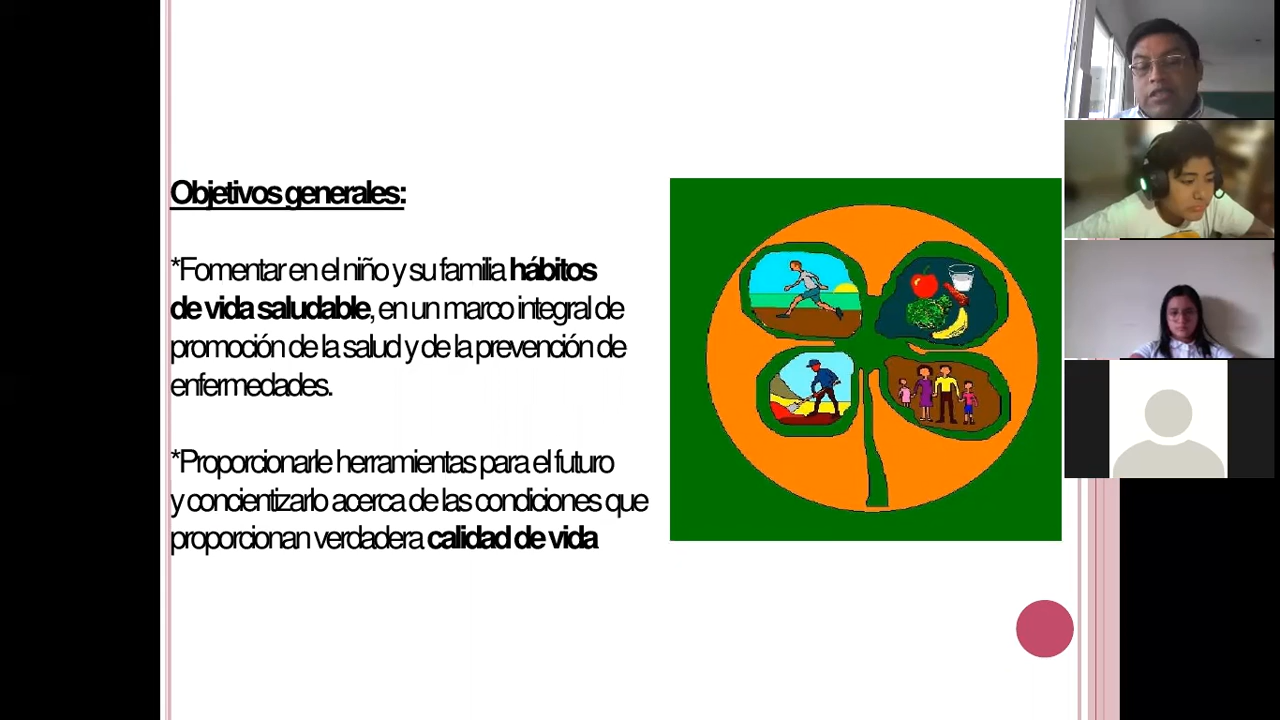 Objetivos generales:
*Fomentar en el niño y su familia hábitos
de vida saludable, en un marco integral de
promoción de la salud y de la prevención de
enfermedades.
*Proporcionarle herramientas para el futuro
y concientizarlo acerca de las condiciones que
proporcionan verdadera calidad de vida